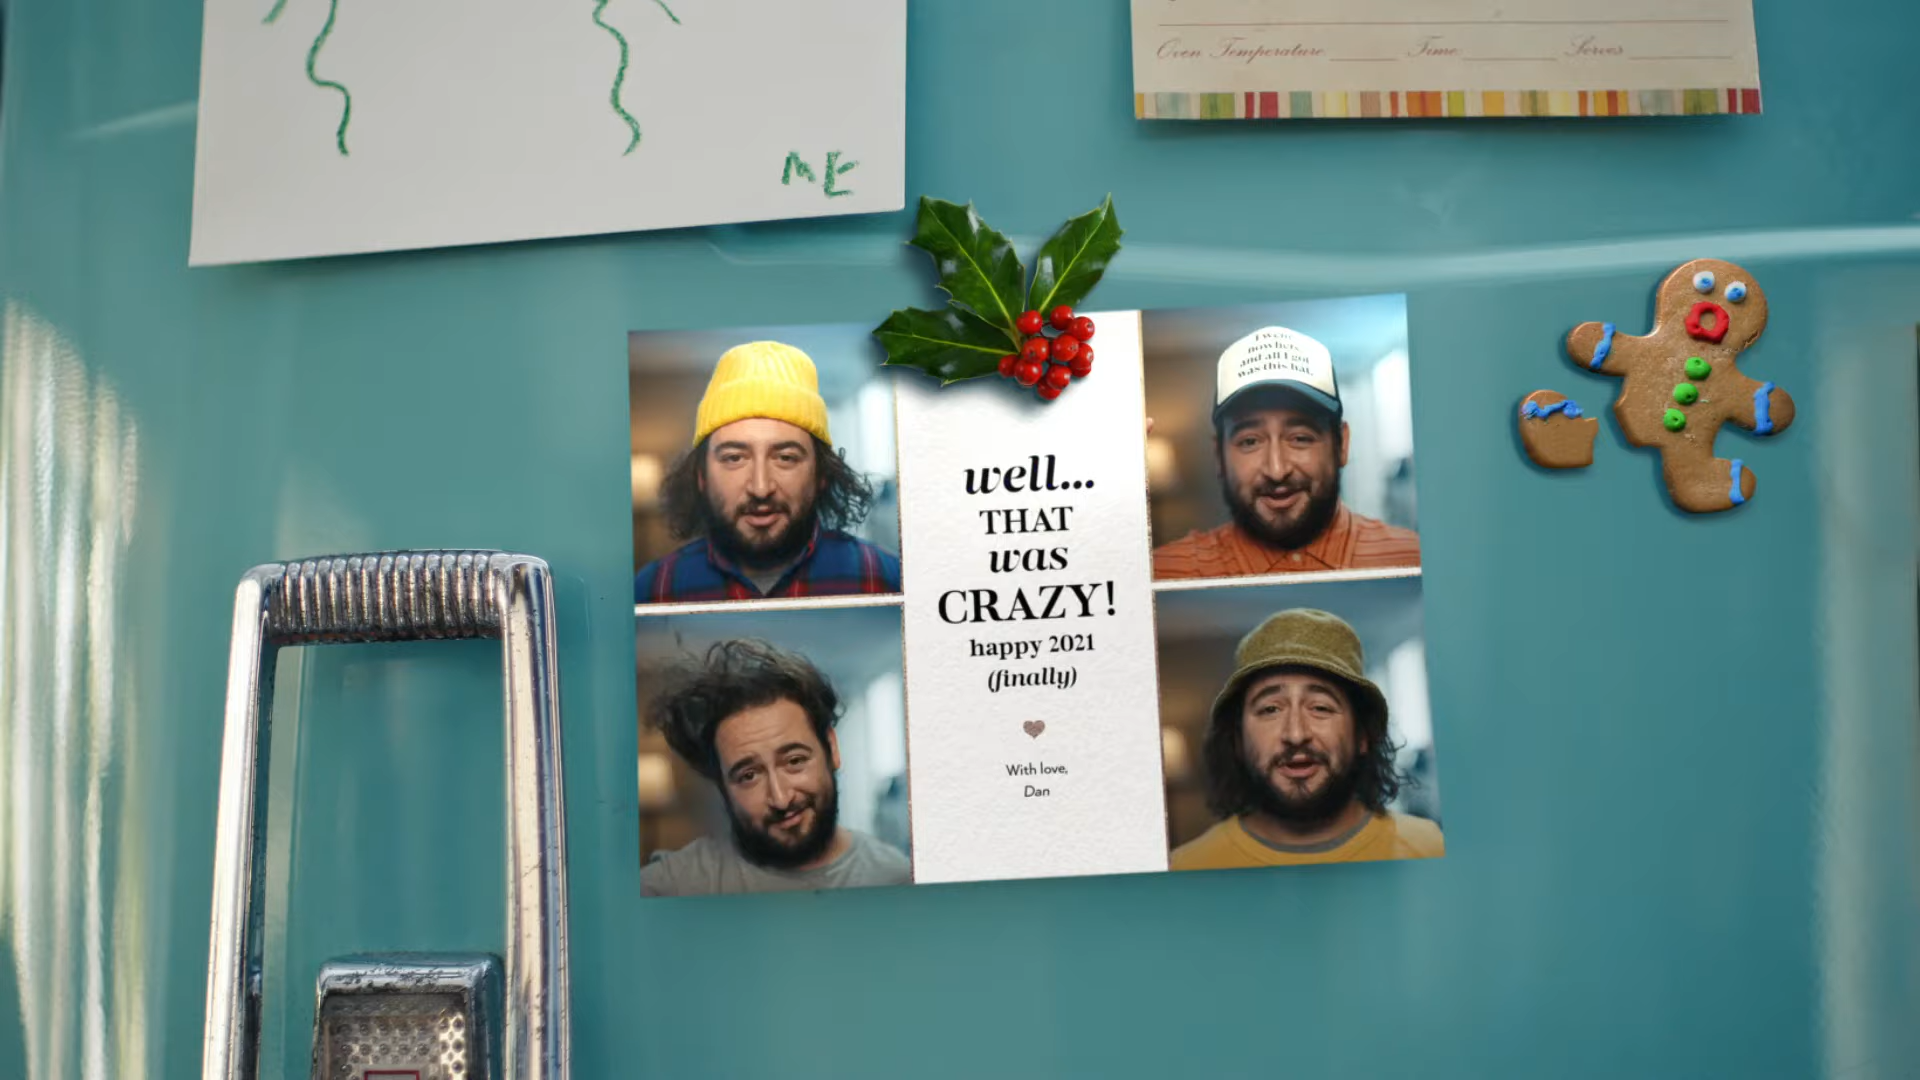 Oven Temperature Time Serves
ME
I went
nowhere
and all I got
was this hat.
well...
THAT
was
CRAZY!
happy 2021
(finally)
With love,
Dan